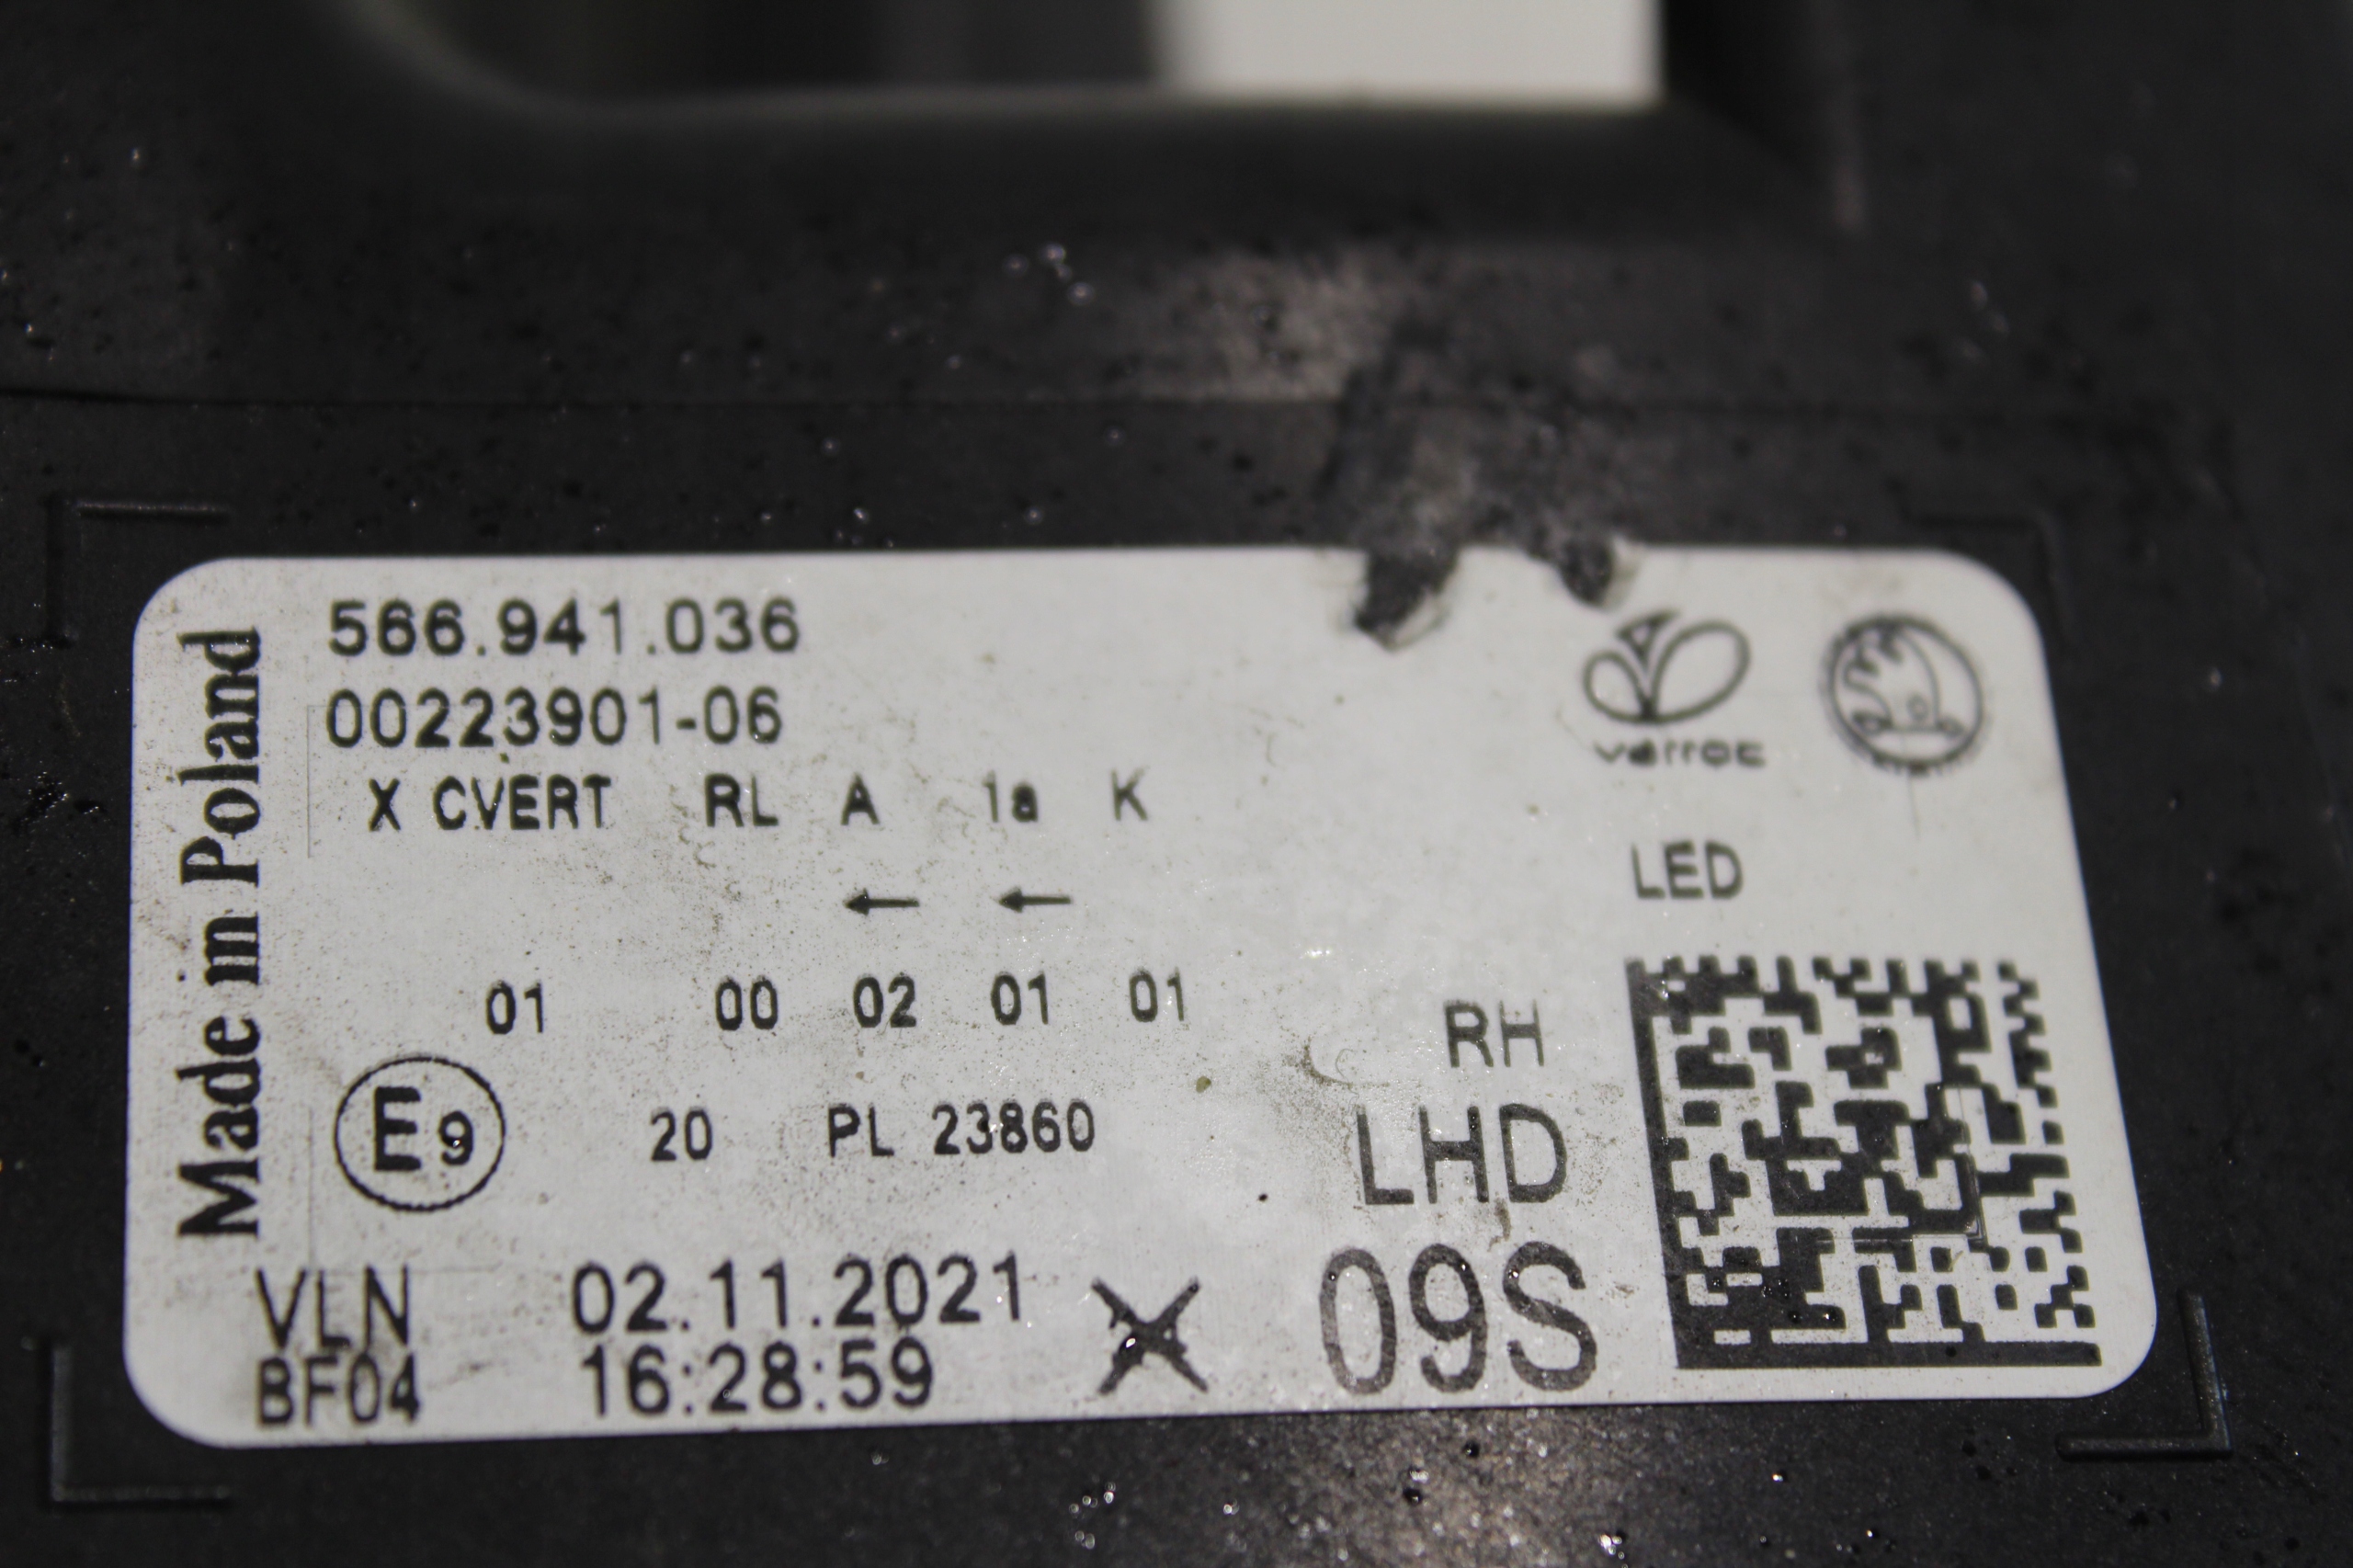 Made in Poland
566.941.036
00223901-06
varroc
X CVERT RL A 1a K
LED
← ←
01 00 02 01 01
RH
E9 20 PL 23860
LHD
VLN 02.11.2021
BF04 16:28:59
09S